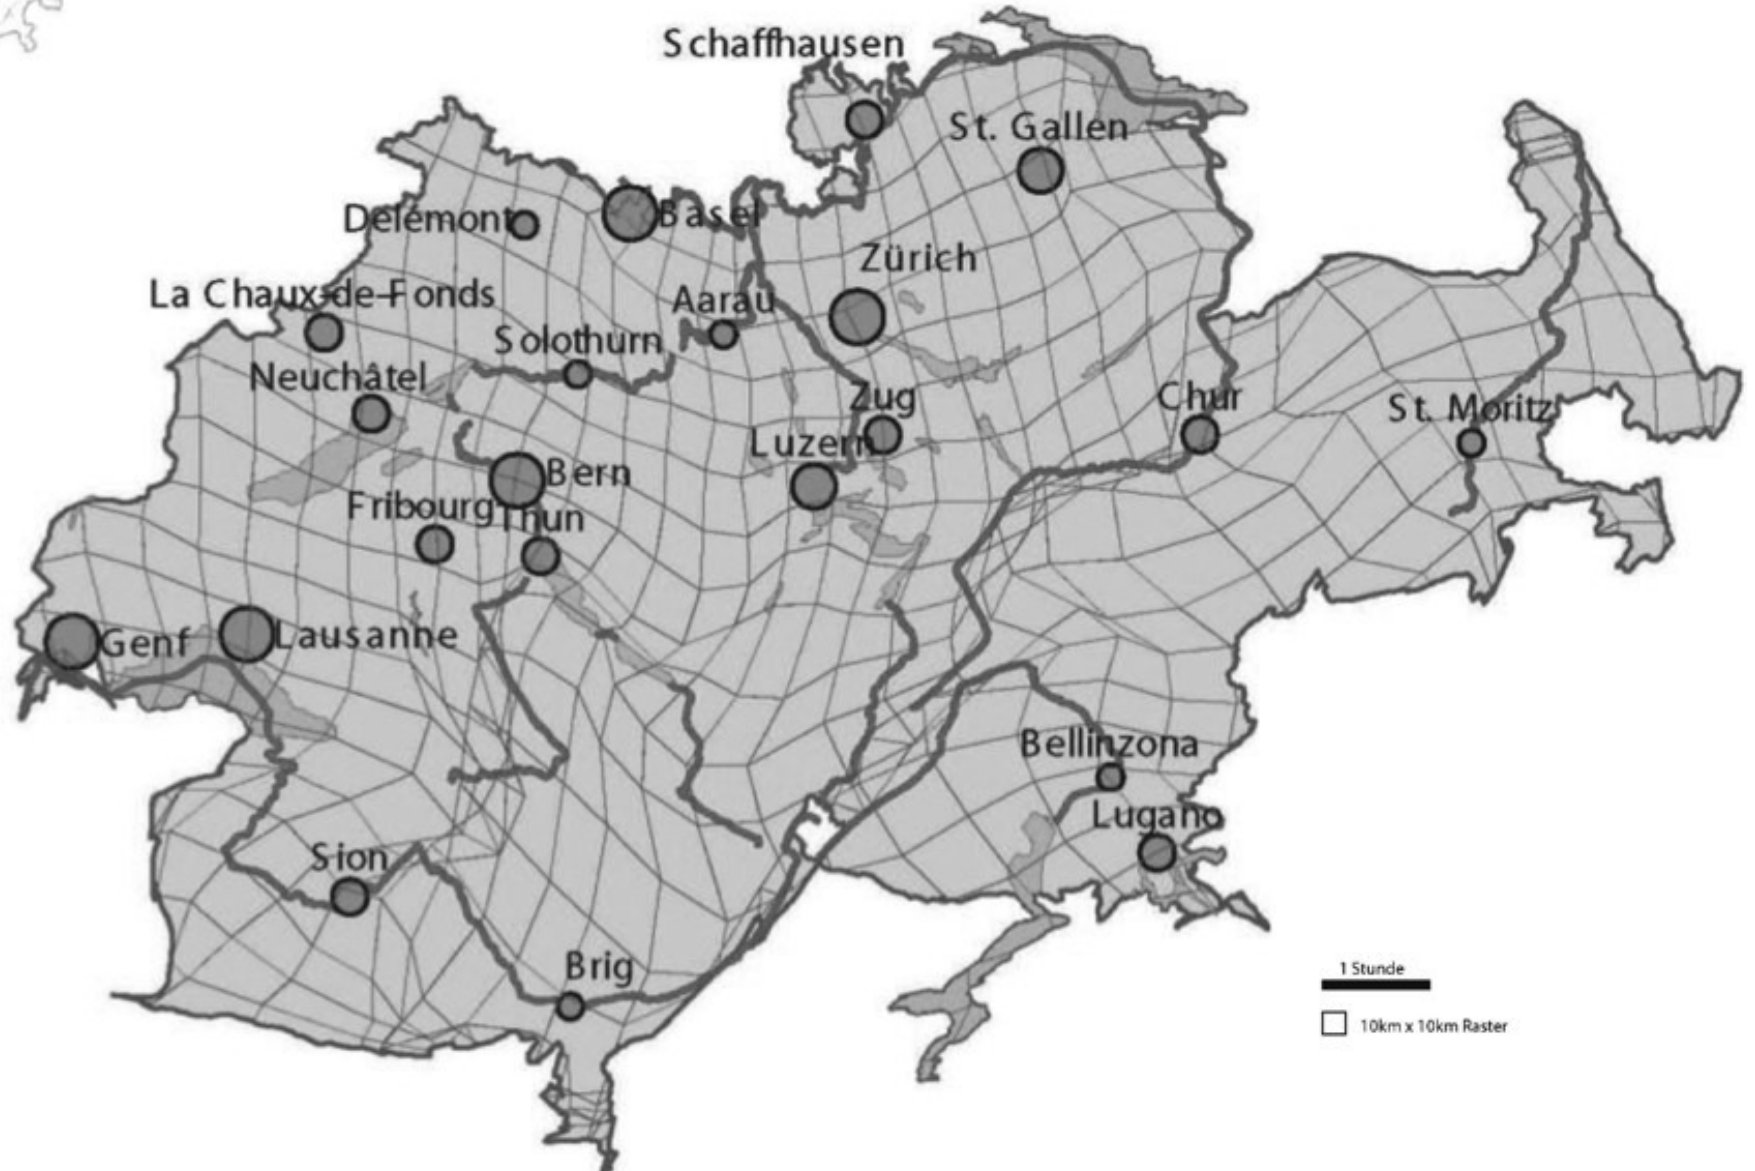 Schaffhausen
St. Gallen
Delémont
Basel
Zürich
La Chaux-de-Fonds
Aarau
Solothurn
Neuchâtel
Zug
Chur
St. Moritz
Luzern
Bern
Fribourg
Thun
Genf
Lausanne
Bellinzona
Lugano
Sion
Brig
1 Stunde
10km x 10km Raster